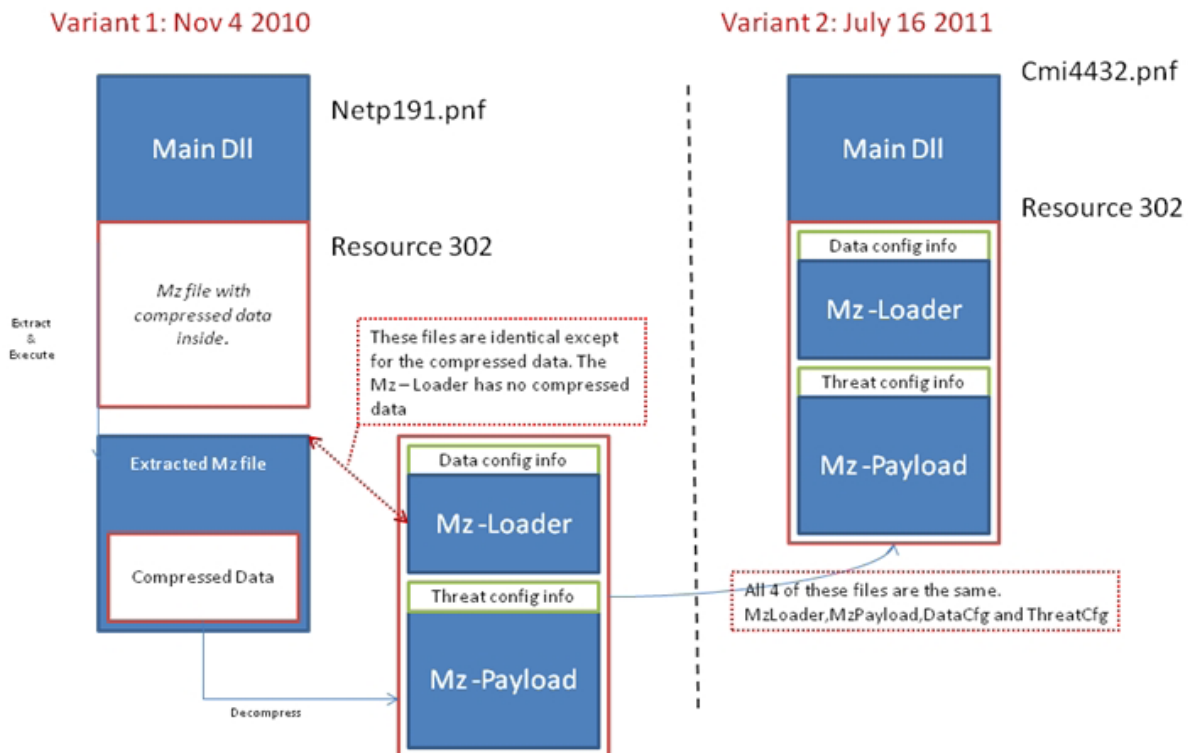 Variant 1: Nov 4 2010
Main Dll
Netp191.pnf
Resource 302
Mz file with
compressed data
inside.
Extract
&
Execute
These files are identical except
for the compressed data. The
Mz–Loader has no compressed
data
Extracted Mz file
Compressed Data
Decompress
Data config info
Mz-Loader
Threat config info
Mz-Payload
Variant 2: July 16 2011
Cmi4432.pnf
Main Dll
Resource 302
Data config info
Mz-Loader
Threat config info
Mz-Payload
All 4 of these files are the same.
MzLoader,MzPayload,DataCfg and ThreatCfg